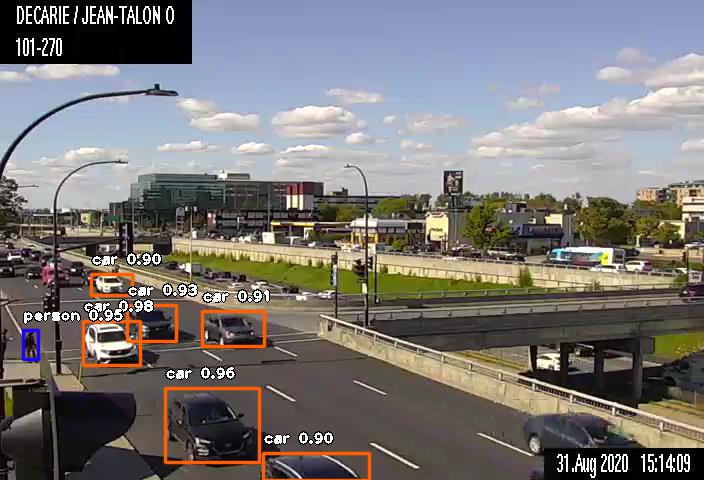 DECARIE / JEAN-TALON O
101-270
car 0.90
car 0.93
car 0.91
car 0.98
person 0.95
car 0.96
car 0.90
31.Aug 2020 15:14:09